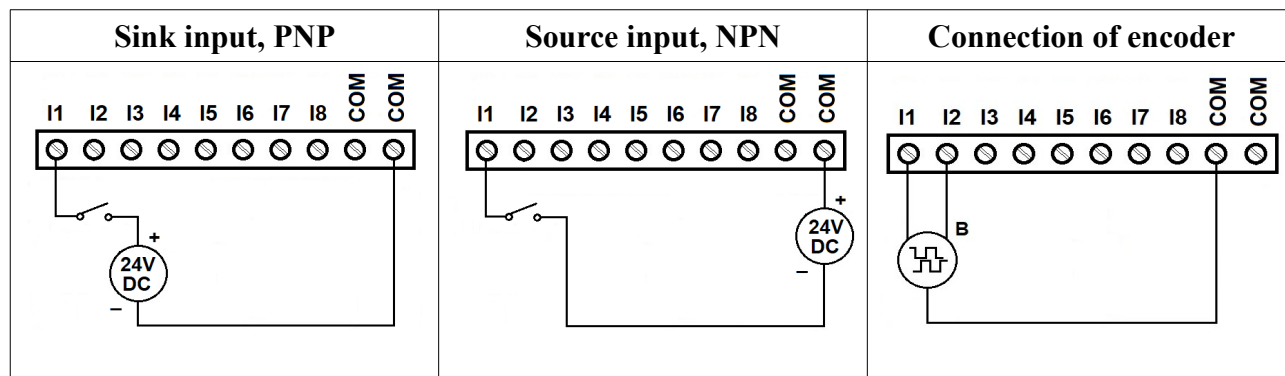 Sink input, PNP
I1 I2 I3 I4 I5 I6 I7 I8 COM COM
+
24V
DC
–
Source input, NPN
I1 I2 I3 I4 I5 I6 I7 I8 COM COM
+
24V
DC
–
Connection of encoder
I1 I2 I3 I4 I5 I6 I7 I8 COM COM
B